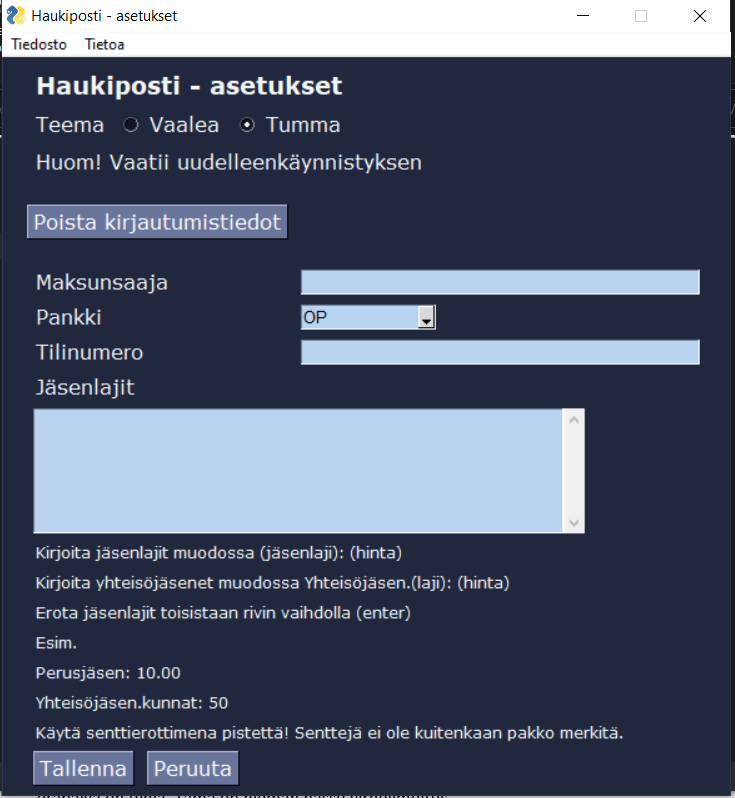 Haukiposti - asetukset
Tiedosto Tietoa
Haukiposti - asetukset
Teema Vaalea Tumma
Huom! Vaatii uudelleenkäynnistyksen
Poista kirjautumistiedot
Maksunsaaja
Pankki OP
Tilinumero
Jäsenlajit
Kirjoita jäsenlajit muodossa (jäsenlaji): (hinta)
Kirjoita yhteisöjäsenet muodossa Yhteisöjäsen.(laji): (hinta)
Erota jäsenlajit toisistaan rivin vaihdolla (enter)
Esim.
Perusjäsen: 10.00
Yhteisöjäsen.kunnat: 50
Käytä senttierottimena pistettä! Senttejä ei ole kuitenkaan pakko merkitä.
Tallenna Peruuta